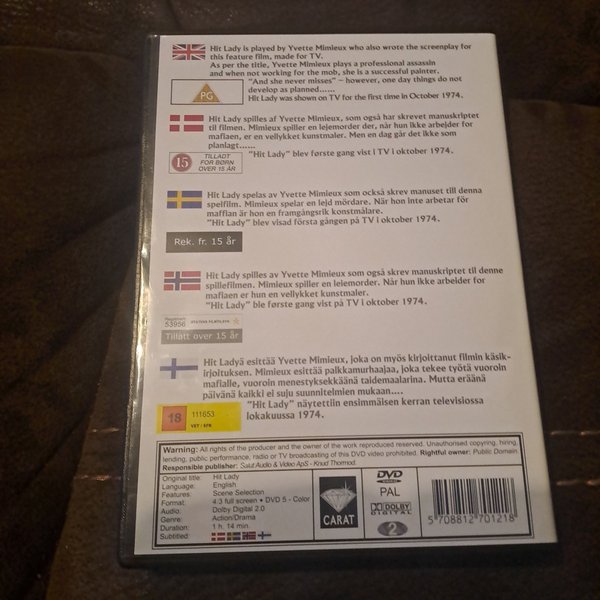 Hit Lady is played by Yvette Mimieux who also wrote the screenplay for
this feature film, made for TV.
As per the title, Yvette Mimieux plays a professional assassin
and when not working for the mob, she is a successful painter.
"And she never misses" – however, one day things do not
develop as planned......
Hit Lady was shown on TV for the first time in October 1974.
PG
Hit Lady spilles af Yvette Mimieux, som også har skrevet manuskriptet
til filmen. Mimieux spiller en lejemorder der, når hun ikke arbejder for
mafiaen, er en vellykket kunstmaler. Men en dag går det ikke som
planlagt......
"Hit Lady" blev første gang vist i TV i oktober 1974.
15
TILLADT
FOR BØRN
OVER 15 ÅR
Hit Lady spelas av Yvette Mimieux som också skrev manuset till denna
spelfilm. Mimieux spelar en lejd mördare. När hon inte arbetar för
maffian är hon en framgångsrik konstmålare.
"Hit Lady" blev visad första gången på TV i oktober 1974.
Rek. fr. 15 år
Hit Lady spilles av Yvette Mimieux som også skrev manuskriptet til denne
spillefilmen. Mimieux spiller en leiemorder. Når hun ikke arbeider for
mafiaen er hun en vellykket kunstmaler.
"Hit Lady" ble første gang vist på TV i oktober 1974.
53956
Tillatt over 15 år
Hit Ladyä esittää Yvette Mimieux, joka on myös kirjoittanut filmin käsik-
irjoituksen. Mimieux esittää palkkamurhaajaa, joka tekee työtä vuoroin
mafialle, vuoroin menestyksekkäänä taidemaalarina. Mutta eräänä
päivänä kaikki ei suju suunnitelmien mukaan....
"Hit Lady" näytettiin ensimmäisen kerran televisiossa
lokakuussa 1974.
18
111653
VET / SFK
Warning: All rights of the producer and the owner of the work reproduced reserved. Unauthorised copying, hiring,
lending, public performance, radio or TV broadcasting of this DVD video prohibited. Rightful owner: Public Domain.
Responsible publisher: Salut Audio & Video ApS - Knud Thormod.
Original title: Hit Lady
Language: English
Features: Scene Selection
Format: 4:3 full screen • DVD 5 - Color
Audio: Dolby Digital 2.0
Genre: Action/Drama
Duration: 1 h. 14 min.
Subtitled:
CARAT
DVD
VIDEO
PAL
DOLBY
DIGITAL
2
5 708812 701218